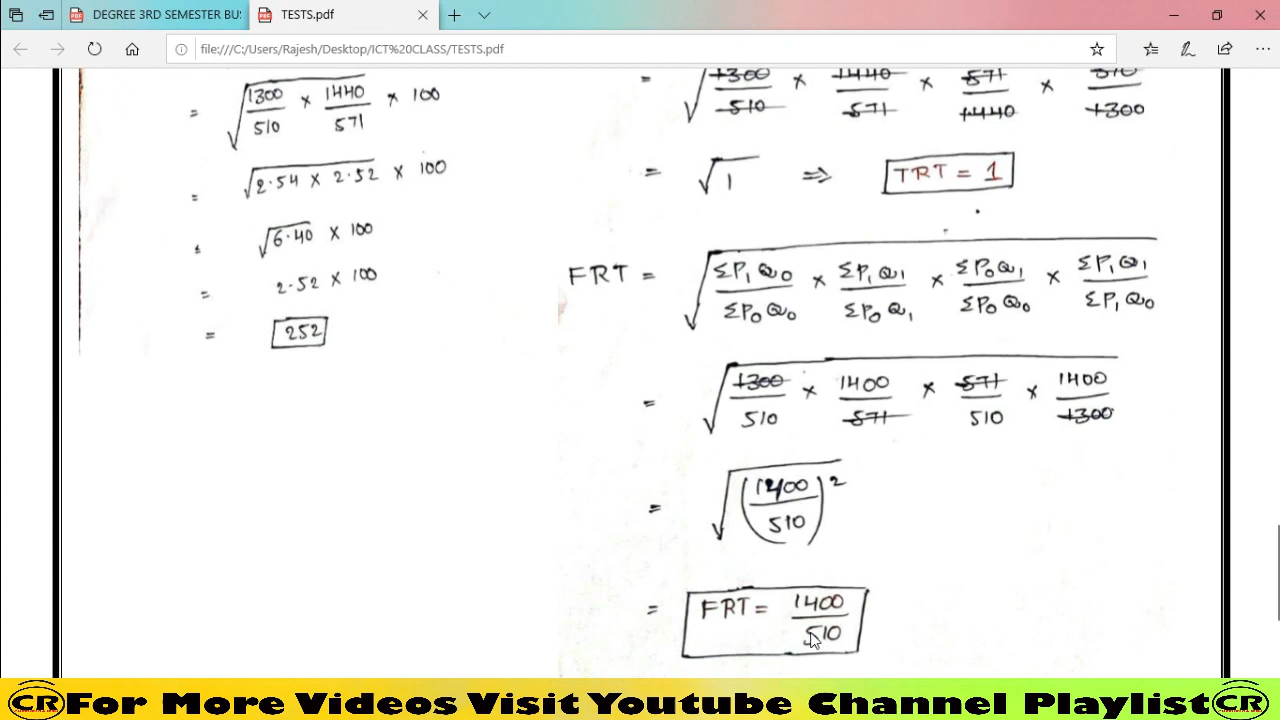 DEGREE 3RD SEMESTER BUS
TESTS.pdf
file:///C:/Users/Rajesh/Desktop/ICT%20CLASS/TESTS.pdf
= √(1300/510 × 1440/571) × 100
= √(2.54 × 2.52) × 100
= √6.40 × 100
= 2.52 × 100
= 252
= √(1300/510 × 1440/571 × 571/1440 × 510/1300)
= √1 ⇒ TRT = 1
FRT = √(ΣP₁Q₀/ΣP₀Q₀ × ΣP₁Q₁/ΣP₀Q₁ × ΣP₀Q₁/ΣP₀Q₀ × ΣP₁Q₁/ΣP₁Q₀)
= √(1300/510 × 1400/571 × 571/510 × 1400/1300)
= √(1400/510)²
= FRT = 1400/510
CR For More Videos Visit Youtube Channel Playlist CR